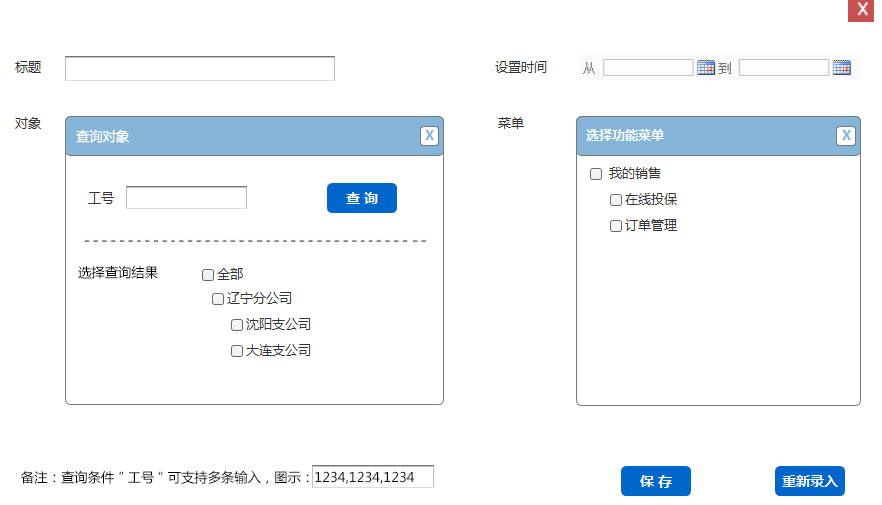 X
标题
设置时间 从 到
对象
查询对象 X
工号 查 询
选择查询结果
全部
辽宁分公司
沈阳支公司
大连支公司
菜单
选择功能菜单 X
我的销售
在线投保
订单管理
备注：查询条件 " 工号 " 可支持多条输入，图示：1234,1234,1234
保 存
重新录入